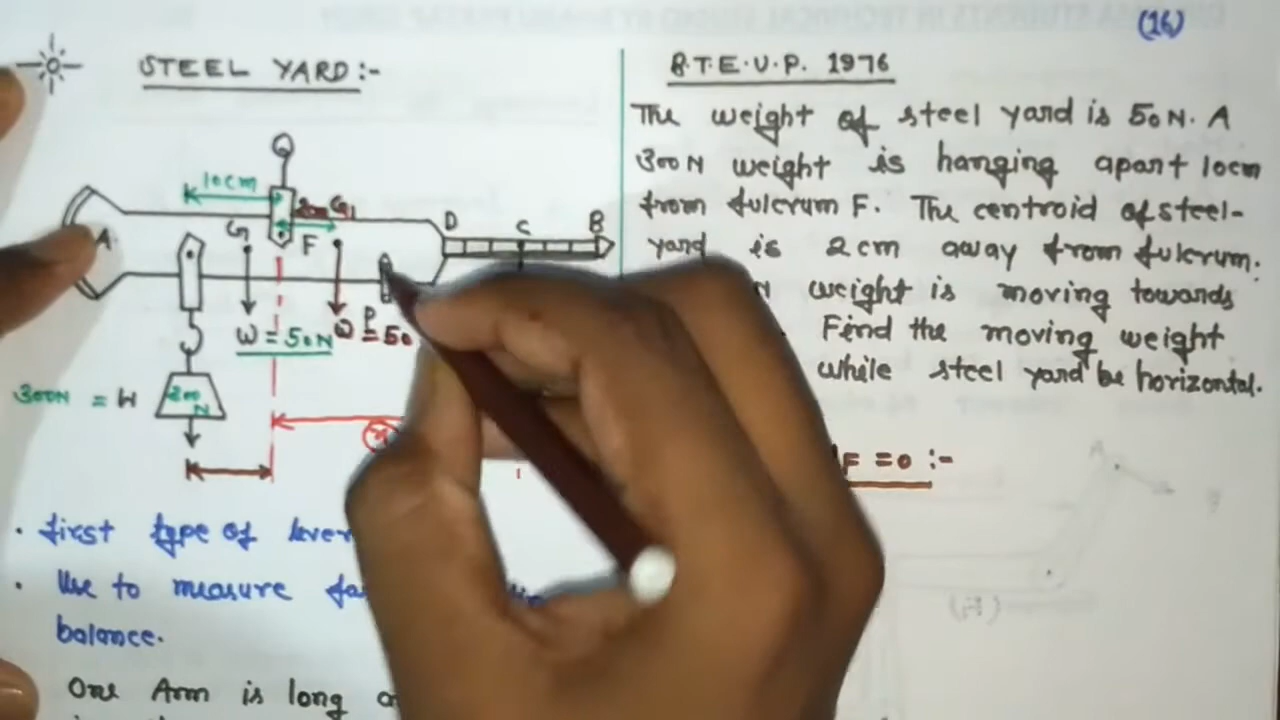 (16)
STEEL YARD:-
10cm
2cm
G1
G
F
A
D
C
B
W = 50N
P
= 50
300N = W
300
N
x
• first type of lever
• Use to measure
balance.
One Arm is long
B.T.E.U.P. 1976
The weight of steel yard is 50N. A
300N weight is hanging apart 10cm
from fulcrum F. The centroid of steel-
yard is 2cm away from fulcrum.
N weight is moving towards
Find the moving weight
while steel yard be horizontal.
F = 0 :-